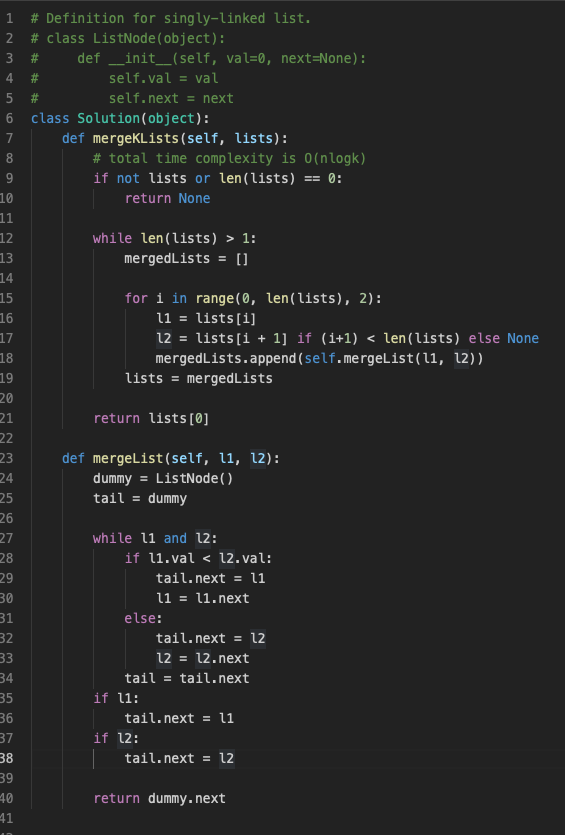 1 # Definition for singly-linked list.
2 # class ListNode(object):
3 #     def __init__(self, val=0, next=None):
4 #         self.val = val
5 #         self.next = next
6 class Solution(object):
7     def mergeKLists(self, lists):
8         # total time complexity is O(nlogk)
9         if not lists or len(lists) == 0:
10             return None
11
12         while len(lists) > 1:
13             mergedLists = []
14
15             for i in range(0, len(lists), 2):
16                 l1 = lists[i]
17                 l2 = lists[i + 1] if (i+1) < len(lists) else None
18                 mergedLists.append(self.mergeList(l1, l2))
19             lists = mergedLists
20
21         return lists[0]
22
23     def mergeList(self, l1, l2):
24         dummy = ListNode()
25         tail = dummy
26
27         while l1 and l2:
28             if l1.val < l2.val:
29                 tail.next = l1
30                 l1 = l1.next
31             else:
32                 tail.next = l2
33                 l2 = l2.next
34             tail = tail.next
35         if l1:
36             tail.next = l1
37         if l2:
38             tail.next = l2
39
40         return dummy.next
41